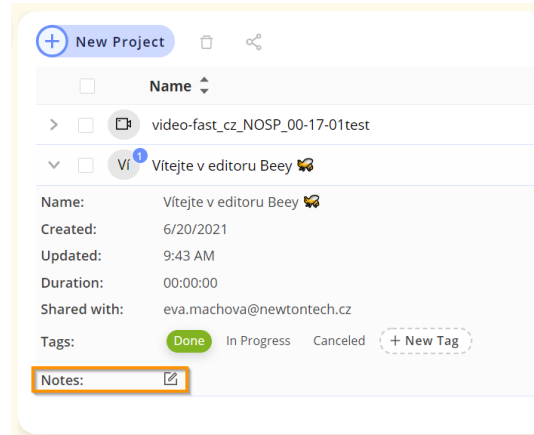 New Project
Name
video-fast_cz_NOSP_00-17-01test
Ví 1 Vítejte v editoru Beey
Name: Vítejte v editoru Beey
Created: 6/20/2021
Updated: 9:43 AM
Duration: 00:00:00
Shared with: eva.machova@newtontech.cz
Tags: Done In Progress Canceled + New Tag
Notes: